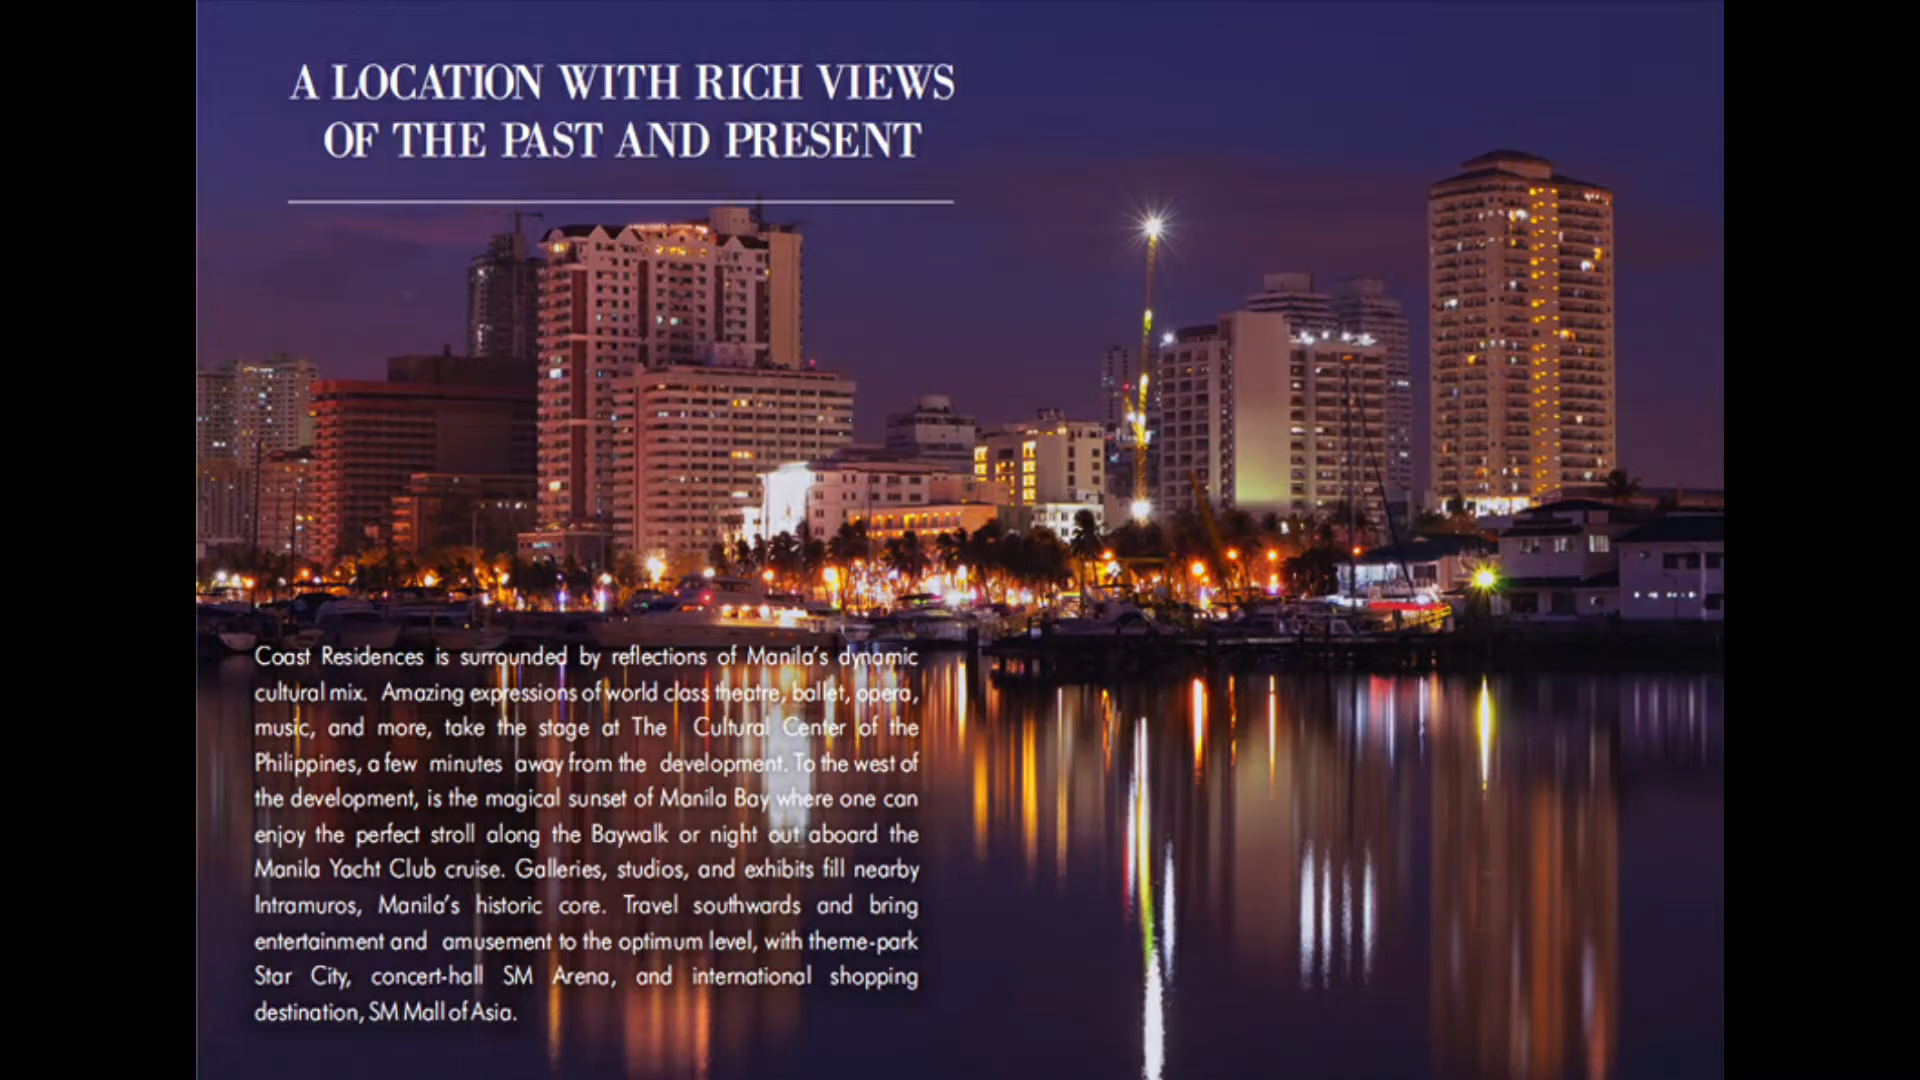 A LOCATION WITH RICH VIEWS
OF THE PAST AND PRESENT
Coast Residences is surrounded by reflections of Manila's dynamic
cultural mix. Amazing expressions of world class theatre, ballet, opera,
music, and more, take the stage at The Cultural Center of the
Philippines, a few minutes away from the development. To the west of
the development, is the magical sunset of Manila Bay where one can
enjoy the perfect stroll along the Baywalk or night out aboard the
Manila Yacht Club cruise. Galleries, studios, and exhibits fill nearby
Intramuros, Manila's historic core. Travel southwards and bring
entertainment and amusement to the optimum level, with theme-park
Star City, concert-hall SM Arena, and international shopping
destination, SM Mall of Asia.